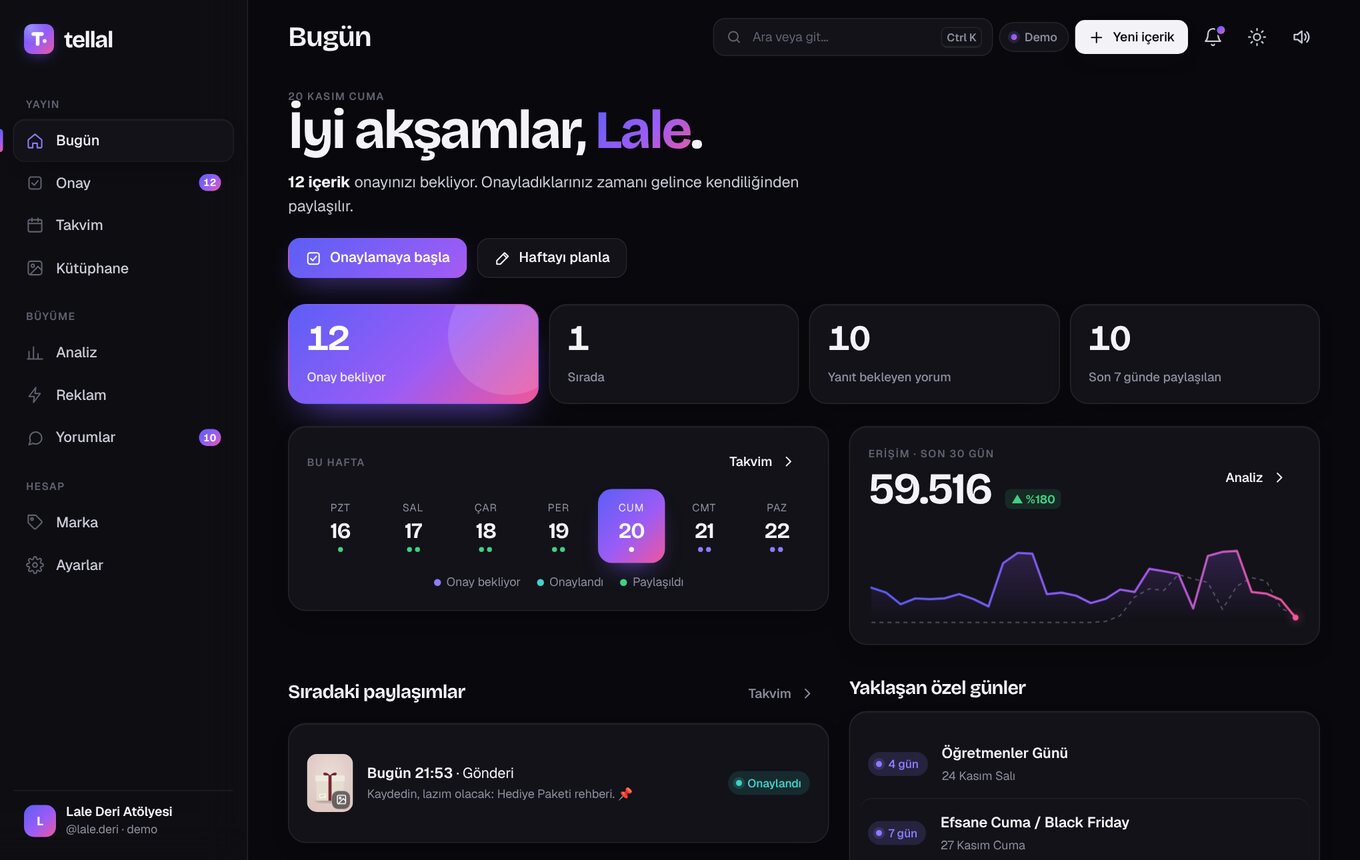 T.
tellal
YAYIN
Bugün
Onay
12
Takvim
Kütüphane
BÜYÜME
Analiz
Reklam
Yorumlar
10
HESAP
Marka
Ayarlar
L
Lale Deri Atölyesi
@lale.deri · demo
Bugün
Ara veya git...
Ctrl K
Demo
Yeni içerik
20 KASIM CUMA
İyi akşamlar, Lale.
12 içerik onayınızı bekliyor. Onayladıklarınız zamanı gelince kendiliğinden
paylaşılır.
Onaylamaya başla
Haftayı planla
12
Onay bekliyor
1
Sırada
10
Yanıt bekleyen yorum
10
Son 7 günde paylaşılan
BU HAFTA
Takvim
PZT SAL ÇAR PER CUM CMT PAZ
16 17 18 19 20 21 22
Onay bekliyor Onaylandı Paylaşıldı
ERİŞİM · SON 30 GÜN
59.516
▲ %180
Analiz
Sıradaki paylaşımlar
Takvim
Bugün 21:53 · Gönderi
Kaydedin, lazım olacak: Hediye Paketi rehberi. 📌
Onaylandı
Yaklaşan özel günler
4 gün
Öğretmenler Günü
24 Kasım Salı
7 gün
Efsane Cuma / Black Friday
27 Kasım Cuma